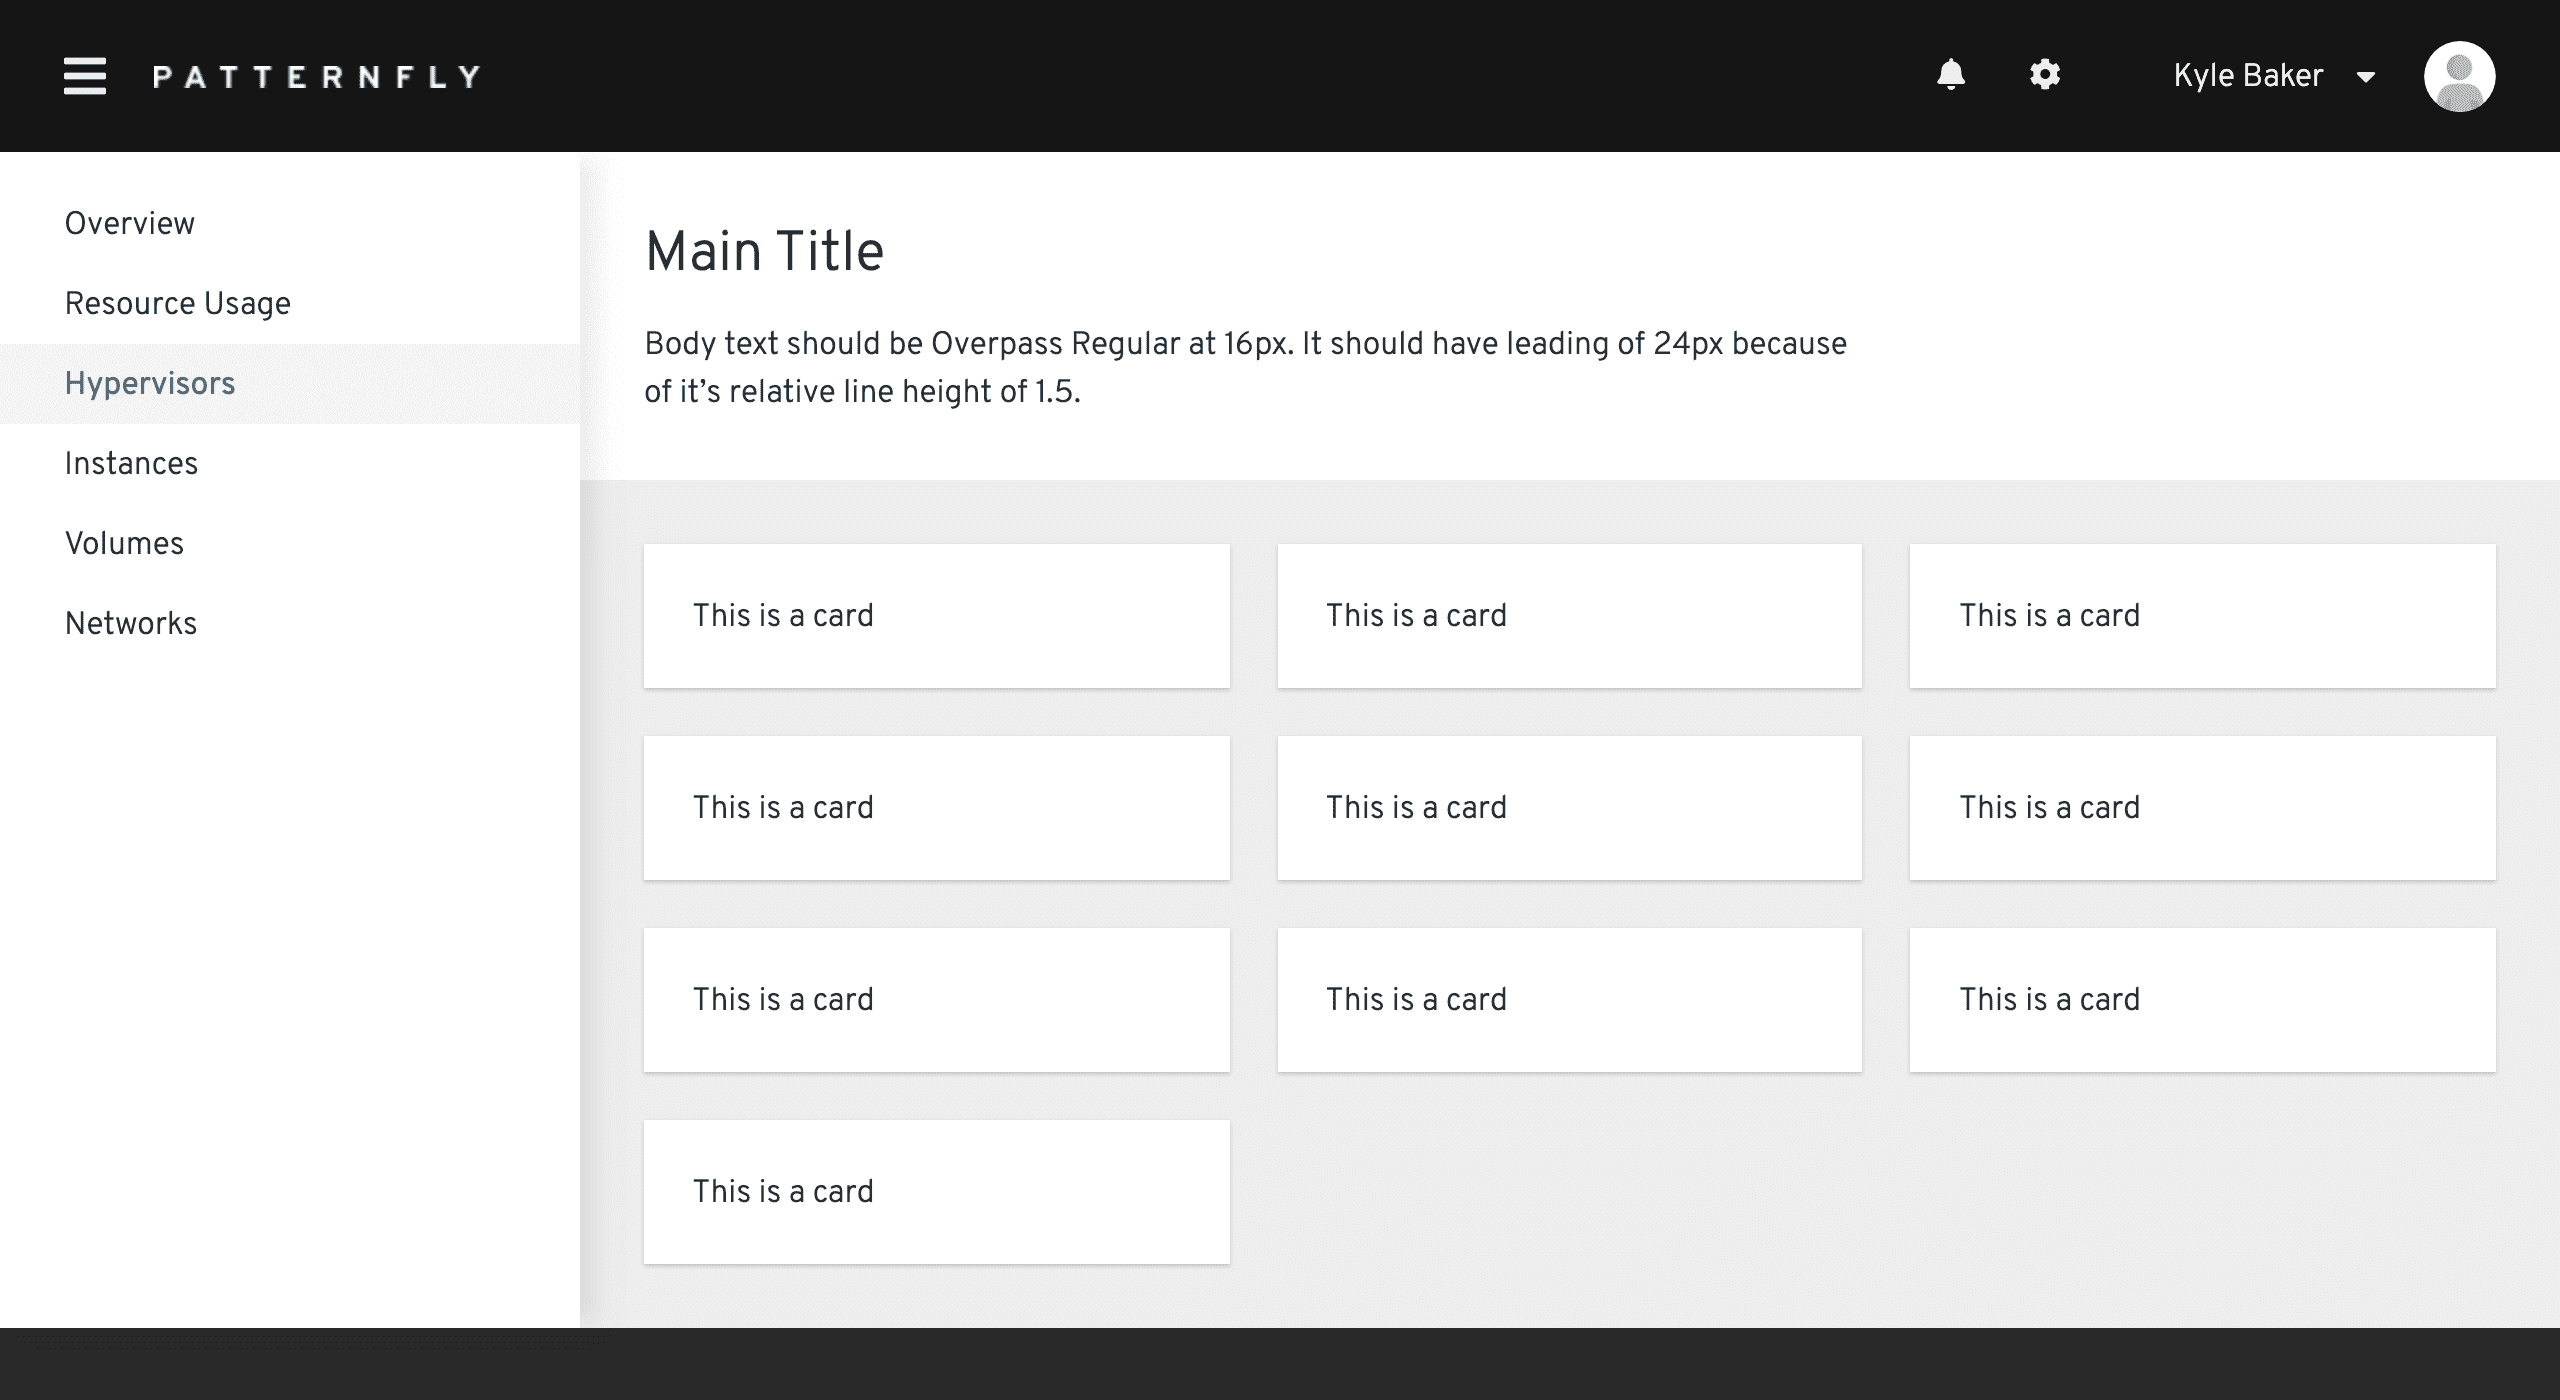 PATTERNFLY
Kyle Baker
Overview
Resource Usage
Hypervisors
Instances
Volumes
Networks
Main Title
Body text should be Overpass Regular at 16px. It should have leading of 24px because
of it’s relative line height of 1.5.
This is a card
This is a card
This is a card
This is a card
This is a card
This is a card
This is a card
This is a card
This is a card
This is a card